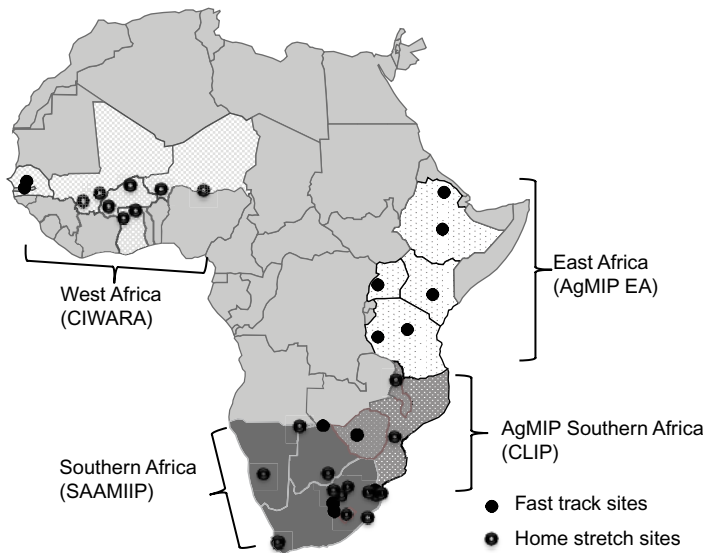 East Africa
(AgMIP EA)
West Africa
(CIWARA)
AgMIP Southern Africa
(CLIP)
Southern Africa
(SAAMIIP)
Fast track sites
Home stretch sites